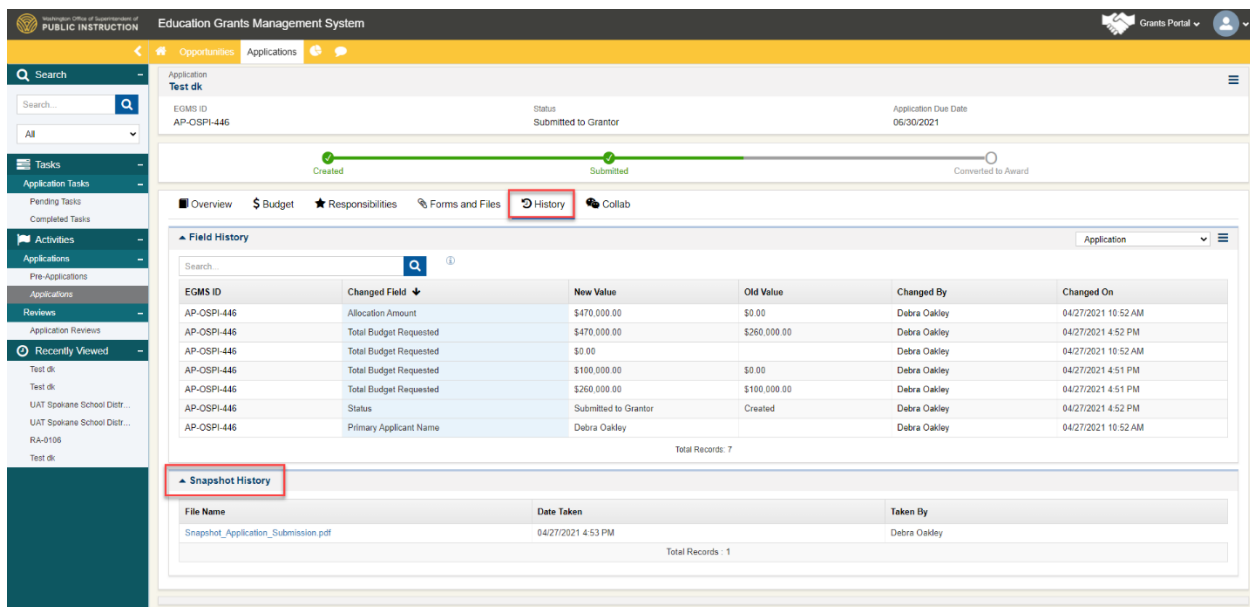 Washington Office of Superintendent of
PUBLIC INSTRUCTION
Education Grants Management System
Grants Portal
Opportunities Applications
Search
Search...
All
Tasks
Application Tasks
Pending Tasks
Completed Tasks
Activities
Applications
Pre-Applications
Applications
Reviews
Application Reviews
Recently Viewed
Test dk
Test dk
UAT Spokane School Distr...
UAT Spokane School Distr...
RA-0106
Test dk
Application
Test dk
EGMS ID Status Application Due Date
AP-OSPI-446 Submitted to Grantor 06/30/2021
Created Submitted Converted to Award
Overview $ Budget Responsibilities Forms and Files History Collab
Field History Application
Search...
EGMS ID Changed Field New Value Old Value Changed By Changed On
AP-OSPI-446 Allocation Amount $470,000.00 $0.00 Debra Oakley 04/27/2021 10:52 AM
AP-OSPI-446 Total Budget Requested $470,000.00 $260,000.00 Debra Oakley 04/27/2021 4:52 PM
AP-OSPI-446 Total Budget Requested $0.00 Debra Oakley 04/27/2021 10:52 AM
AP-OSPI-446 Total Budget Requested $100,000.00 $0.00 Debra Oakley 04/27/2021 4:51 PM
AP-OSPI-446 Total Budget Requested $260,000.00 $100,000.00 Debra Oakley 04/27/2021 4:51 PM
AP-OSPI-446 Status Submitted to Grantor Created Debra Oakley 04/27/2021 4:52 PM
AP-OSPI-446 Primary Applicant Name Debra Oakley Debra Oakley 04/27/2021 10:52 AM
Total Records: 7
Snapshot History
File Name Date Taken Taken By
Snapshot_Application_Submission.pdf 04/27/2021 4:53 PM Debra Oakley
Total Records : 1